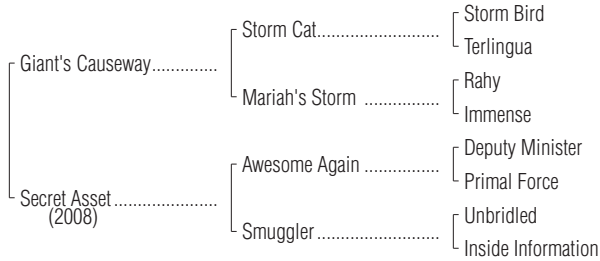 Storm Bird
Storm Cat..............................
Terlingua
Giant's Causeway..............
Rahy
Mariah's Storm ..................
Immense
Deputy Minister
Awesome Again ..................
Primal Force
Secret Asset......................
(2008)
Unbridled
Smuggler..............................
Inside Information